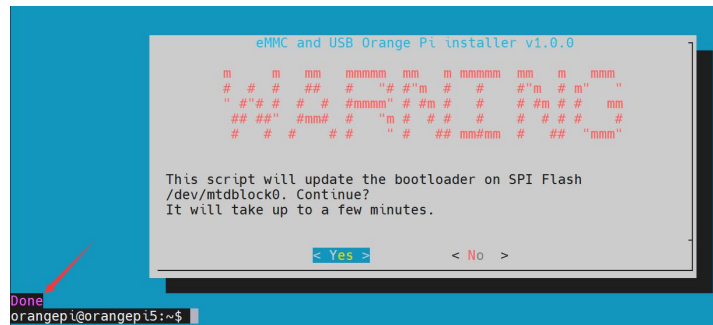 eMMC and USB Orange Pi installer v1.0.0
WARNING
This script will update the bootloader on SPI Flash
/dev/mtdblock0. Continue?
It will take up to a few minutes.
< Yes > < No >
Done
orangepi@orangepi5:~$